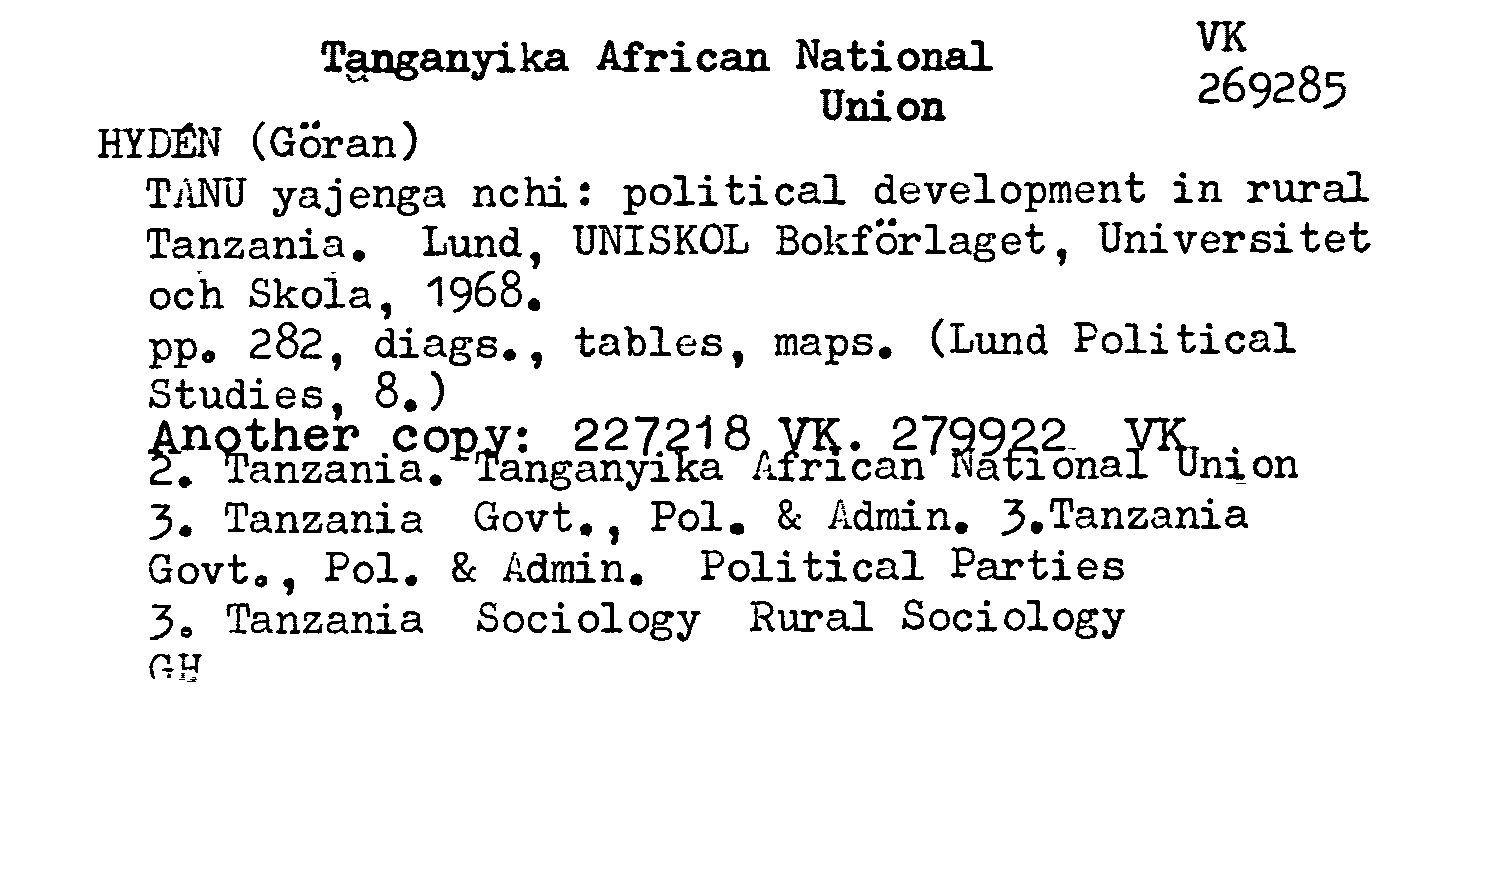 Tanganyika African National
Union
VK
269285
HYDÉN (Göran)
TANU yajenga nchi: political development in rural
Tanzania. Lund, UNISKOL Bokförlaget, Universitet
och Skola, 1968.
pp. 282, diags., tables, maps. (Lund Political
Studies, 8.)
Another copy: 227218 VK. 279922 VK
2. Tanzania. Tanganyika African National Union
3. Tanzania Govt., Pol. & Admin. 3.Tanzania
Govt., Pol. & Admin. Political Parties
3. Tanzania Sociology Rural Sociology
GH